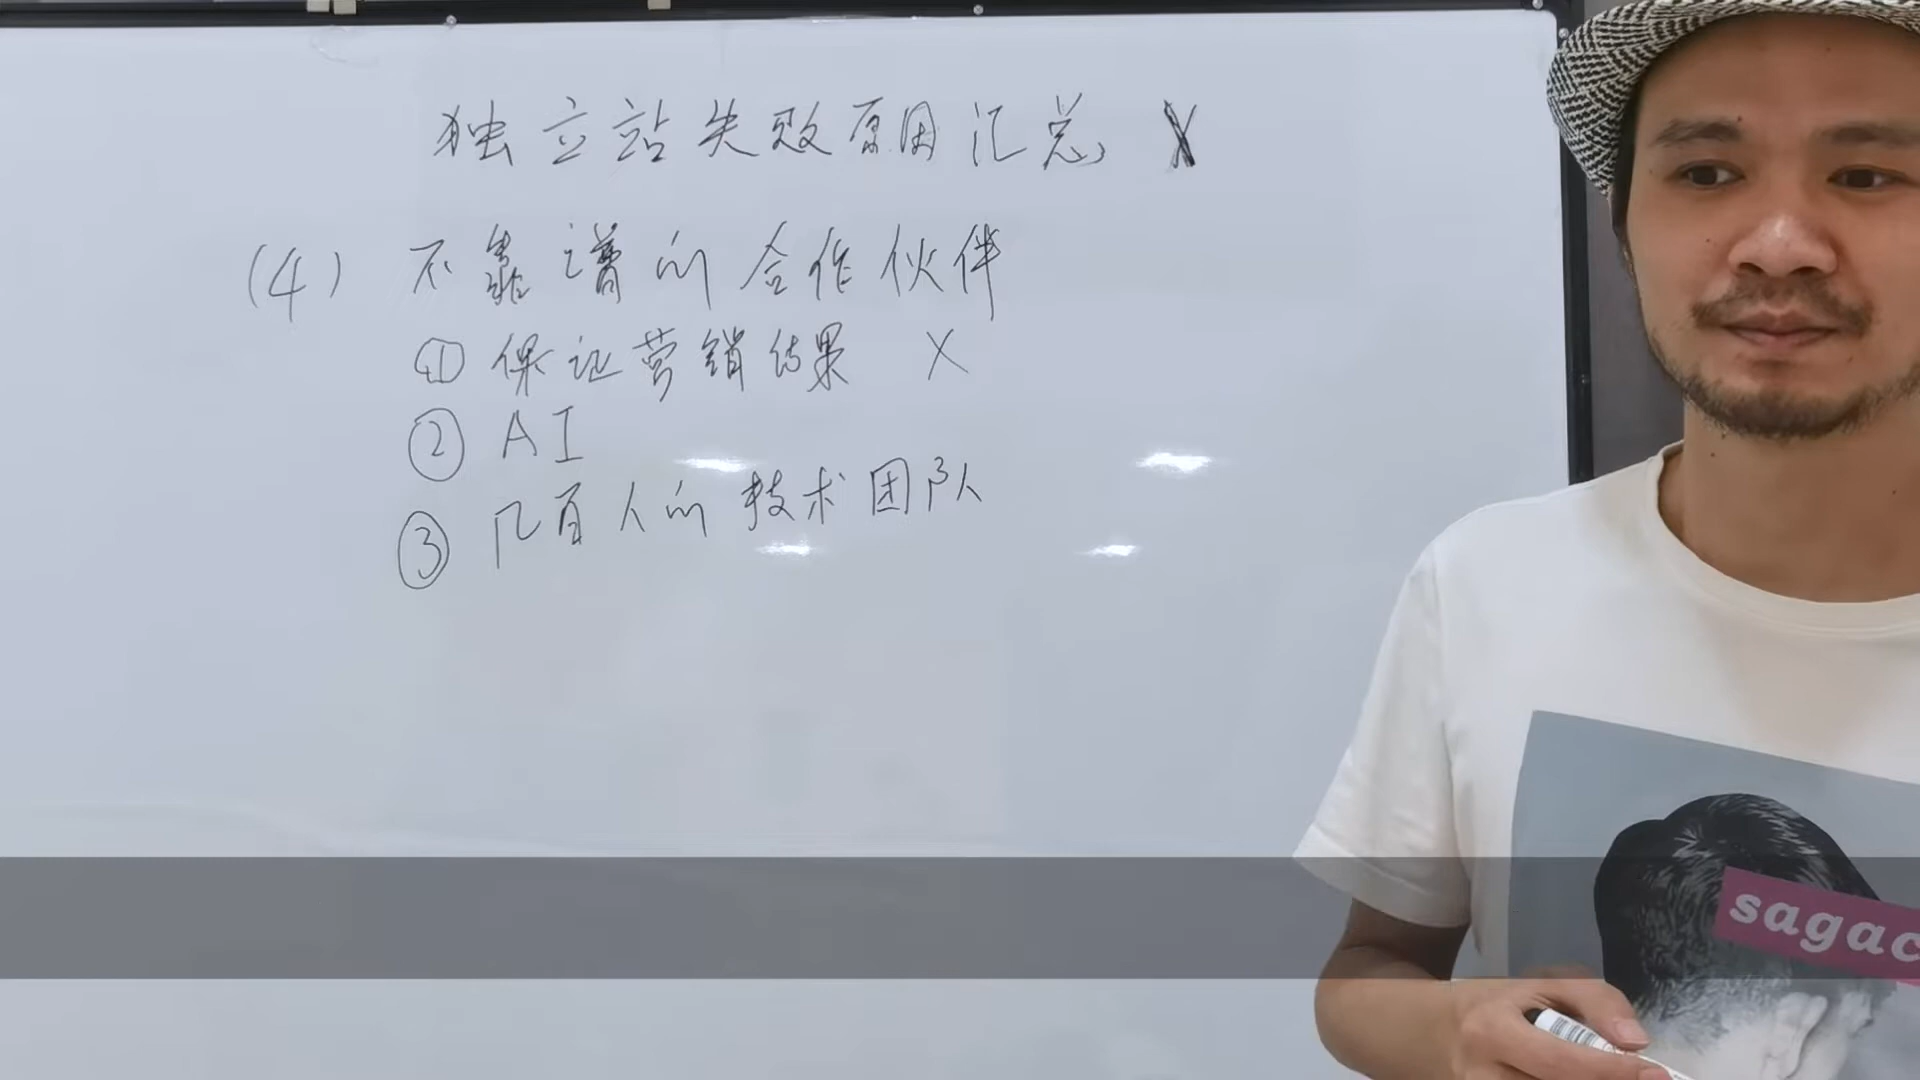 独立站失败原因汇总 X
(4) 不靠谱的合作伙伴
① 保证营销结果 X
② AI
③ 几百人的技术团队
sagac